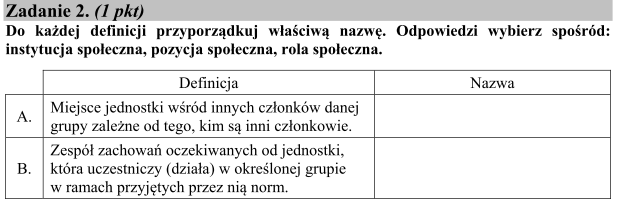 Zadanie 2. (1 pkt)
Do każdej definicji przyporządkuj właściwą nazwę. Odpowiedzi wybierz spośród:
instytucja społeczna, pozycja społeczna, rola społeczna.
Definicja Nazwa
A. Miejsce jednostki wśród innych członków danej
grupy zależne od tego, kim są inni członkowie.
B. Zespół zachowań oczekiwanych od jednostki,
która uczestniczy (działa) w określonej grupie
w ramach przyjętych przez nią norm.